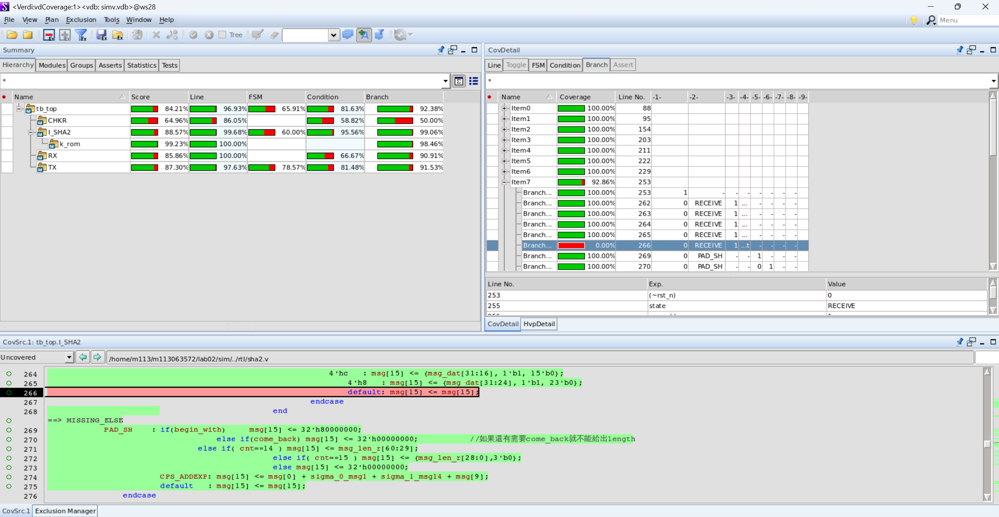 <Verdi:vdCoverage:1><vdb: simv.vdb>@ws28
File View Plan Exclusion Tools Window Help
Menu
Ex Ex Ex Ex Tree
Summary
Hierarchy Modules Groups Asserts Statistics Tests
*
Name Score Line FSM Condition Branch
tb_top 84.21% 96.93% 65.91% 81.63% 92.38%
CHKR 64.96% 86.05% 58.82% 50.00%
I_SHA2 88.57% 99.68% 60.00% 95.56% 99.06%
k_rom 99.23% 100.00% 98.46%
RX 85.86% 100.00% 66.67% 90.91%
TX 87.30% 97.63% 78.57% 81.48% 91.53%
CovDetail
Line Toggle FSM Condition Branch Assert
*
Name Coverage Line No. -1- -2- -3- -4- -5- -6- -7- -8- -9-
Item0 100.00% 88
Item1 100.00% 95
Item2 100.00% 154
Item3 100.00% 203
Item4 100.00% 211
Item5 100.00% 222
Item6 100.00% 229
Item7 92.86% 253
Branch... 100.00% 253 1 - - - - - - -
Branch... 100.00% 262 0 RECEIVE 1 ... - - - -
Branch... 100.00% 263 0 RECEIVE 1 ... - - - -
Branch... 100.00% 264 0 RECEIVE 1 ... - - - -
Branch... 100.00% 265 0 RECEIVE 1 ... - - - -
Branch... 0.00% 266 0 RECEIVE 1 ...t - - - -
Branch... 100.00% 269 0 PAD_SH - - 1 - - -
Branch... 100.00% 270 0 PAD_SH - - 0 1 - -
Line No. Exp. Value
253 (~rst_n) 0
255 state RECEIVE
CovDetail HvpDetail
CovSrc.1: tb_top.I_SHA2
Uncovered /home/m113/m113063572/lab02/sim/../rtl/sha2.v
264 4'hc : msg[15] <= {msg_dat[31:16], 1'b1, 15'b0};
265 4'h8 : msg[15] <= {msg_dat[31:24], 1'b1, 23'b0};
266 default: msg[15] <= msg[15];
267 endcase
268 end
==> MISSING_ELSE
269 PAD_SH : if(begin_with) msg[15] <= 32'h80000000;
270 else if(come_back) msg[15] <= 32'h00000000; //如果還有需要come_back就不能給出length
271 else if( cnt==14 ) msg[15] <= msg_len_r[60:29];
272 else if( cnt==15 ) msg[15] <= {msg_len_r[28:0],3'b0};
273 else msg[15] <= 32'h00000000;
274 CPS_ADDEXP: msg[15] <= msg[0] + sigma_0_msg1 + sigma_1_msg14 + msg[9];
275 default : msg[15] <= msg[15];
276 endcase
CovSrc.1 Exclusion Manager